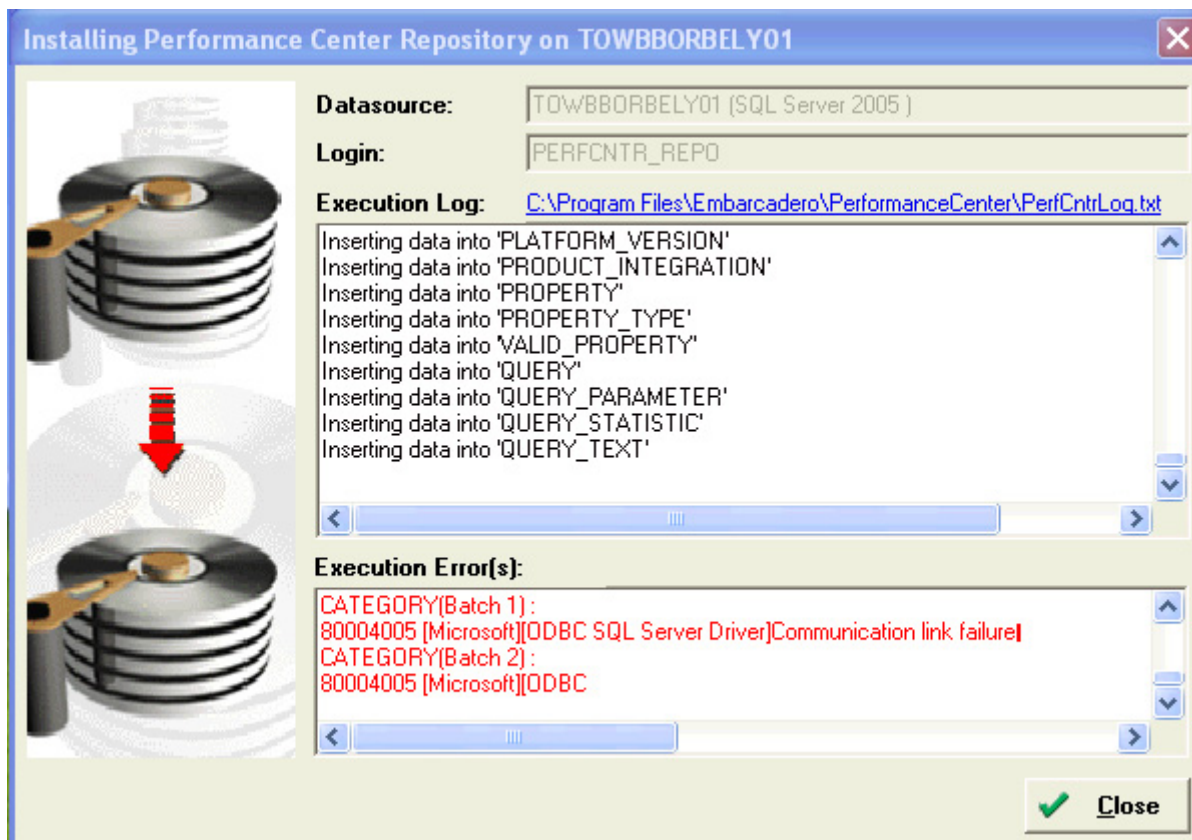 Installing Performance Center Repository on TOWBBORBELY01
Datasource: TOWBBORBELY01 (SQL Server 2005 )
Login: PERFCNTR_REPO
Execution Log: C:\Program Files\Embarcadero\PerformanceCenter\PerfCntrLog.txt
Inserting data into 'PLATFORM_VERSION'
Inserting data into 'PRODUCT_INTEGRATION'
Inserting data into 'PROPERTY'
Inserting data into 'PROPERTY_TYPE'
Inserting data into 'VALID_PROPERTY'
Inserting data into 'QUERY'
Inserting data into 'QUERY_PARAMETER'
Inserting data into 'QUERY_STATISTIC'
Inserting data into 'QUERY_TEXT'
Execution Error(s):
CATEGORY(Batch 1) :
80004005 [Microsoft][ODBC SQL Server Driver]Communication link failure
CATEGORY(Batch 2) :
80004005 [Microsoft][ODBC
Close